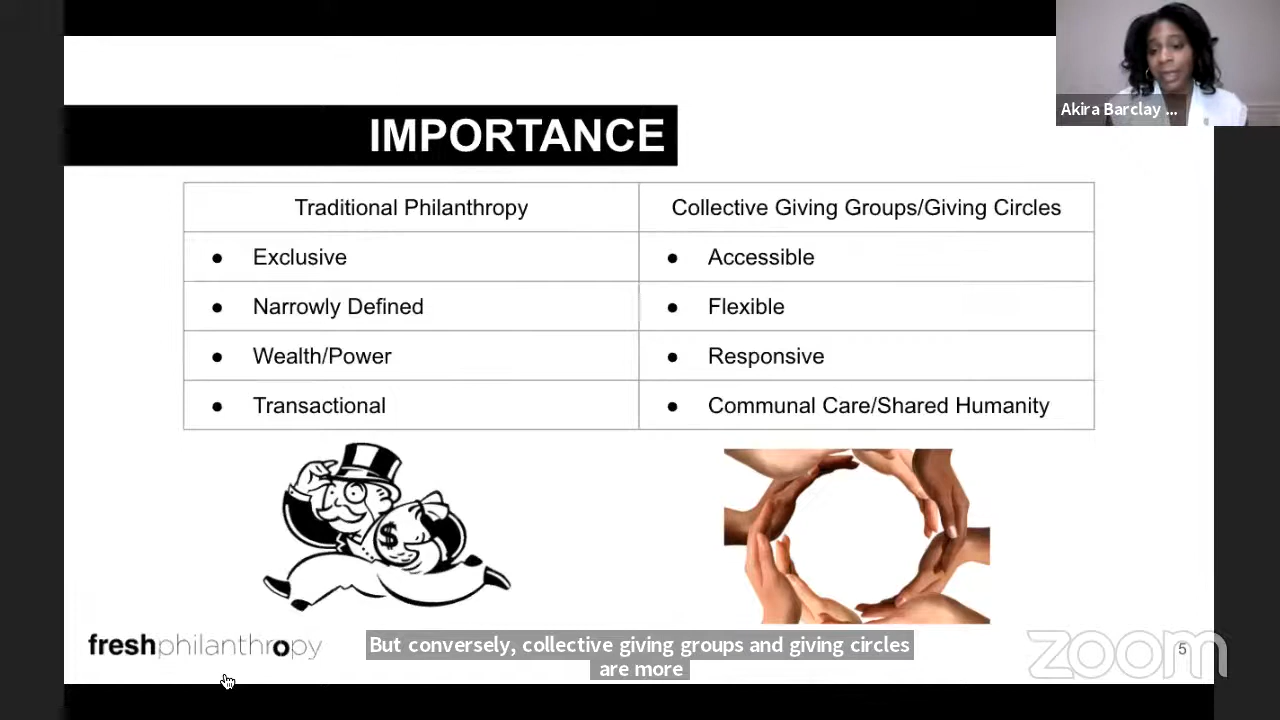 Akira Barclay ...
IMPORTANCE
Traditional Philanthropy
Collective Giving Groups/Giving Circles
● Exclusive
● Accessible
● Narrowly Defined
● Flexible
● Wealth/Power
● Responsive
● Transactional
● Communal Care/Shared Humanity
$
freshphilanthropy
But conversely, collective giving groups and giving circles
are more
zoom
5